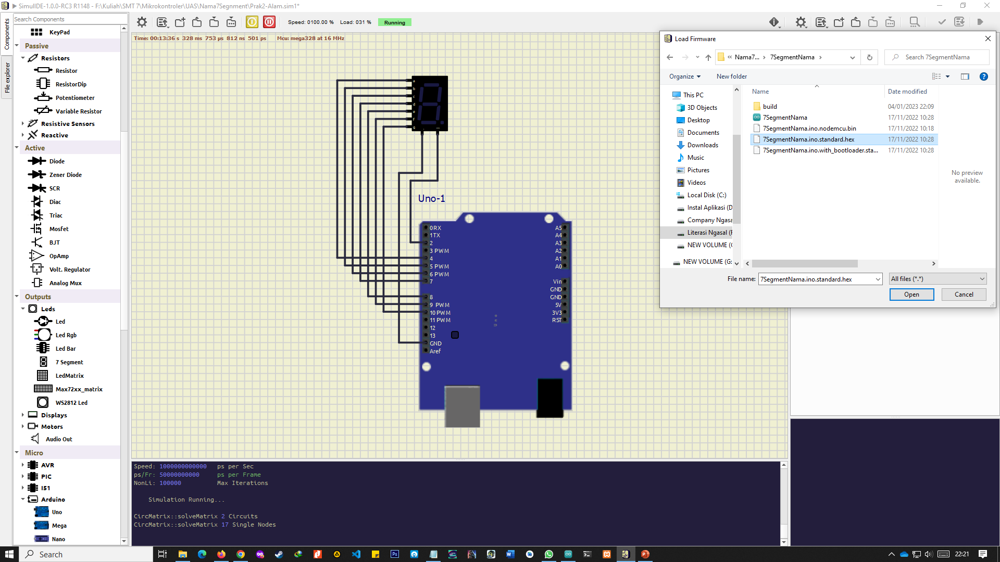 SimulIDE-1.0.0-RC3 R1148 - F:\Kuliah\SMT 7\Mikrokontroler\UAS\Nama7Segnment\Prak2-Alam.sim1*
Components
File explorer
Search Components
KeyPad
Passive
Resistors
Resistor
ResistorDip
Potentiometer
Variable Resistor
Resistive Sensors
Reactive
Active
Diode
Zener Diode
SCR
Diac
Triac
Mosfet
BJT
OpAmp
Volt. Regulator
Analog Mux
Outputs
Leds
Led
Led Rgb
Led Bar
7 Segment
LedMatrix
Max72xx_matrix
WS2812 Led
Displays
Motors
Audio Out
Micro
AVR
PIC
I51
Arduino
Uno
Mega
Nano
Speed: 0100.00 % Load: 031 % Running
Time: 00:13:36 s 328 ms 753 µs 812 ns 501 ps Mcu: mega328 at 16 MHz
a
b
c
d
e
f
g
Uno-1
0RX
1TX
2
3 PWM
4
5 PWM
6 PWM
7
8
9 PWM
10PWM
11PWM
12
13
GND
Aref
A5
A4
A3
A2
A1
A0
Vin
GND
GND
5V
3V3
RST
Uno
Load Firmware
« Nama7... › 7SegmentNama ›
Search 7SegmentNama
Organize
New folder
This PC
3D Objects
Desktop
Documents
Downloads
Music
Pictures
Videos
Local Disk (C:)
Instal Aplikasi (D
Company Ngasa
Literasi Ngasal (F
NEW VOLUME (
NEW VOLUME (G:
Name Date modified
build 04/01/2023 22:09
7SegmentNama 17/11/2022 10:28
7SegmentNama.ino.nodemcu.bin 17/11/2022 10:18
7SegmentNama.ino.standard.hex 17/11/2022 10:28
7SegmentNama.ino.with_bootloader.sta... 17/11/2022 10:28
No preview available.
File name: 7SegmentNama.ino.standard.hex
All files (*.*)
Open
Cancel
Speed: 1000000000000 ps per Sec
ps/Fr: 50000000000 ps per Frame
NonLi: 100000 Max Iterations
Simulation Running...
CircMatrix::solveMatrix 2 Circuits
CircMatrix::solveMatrix 17 Single Nodes
Search
22:21